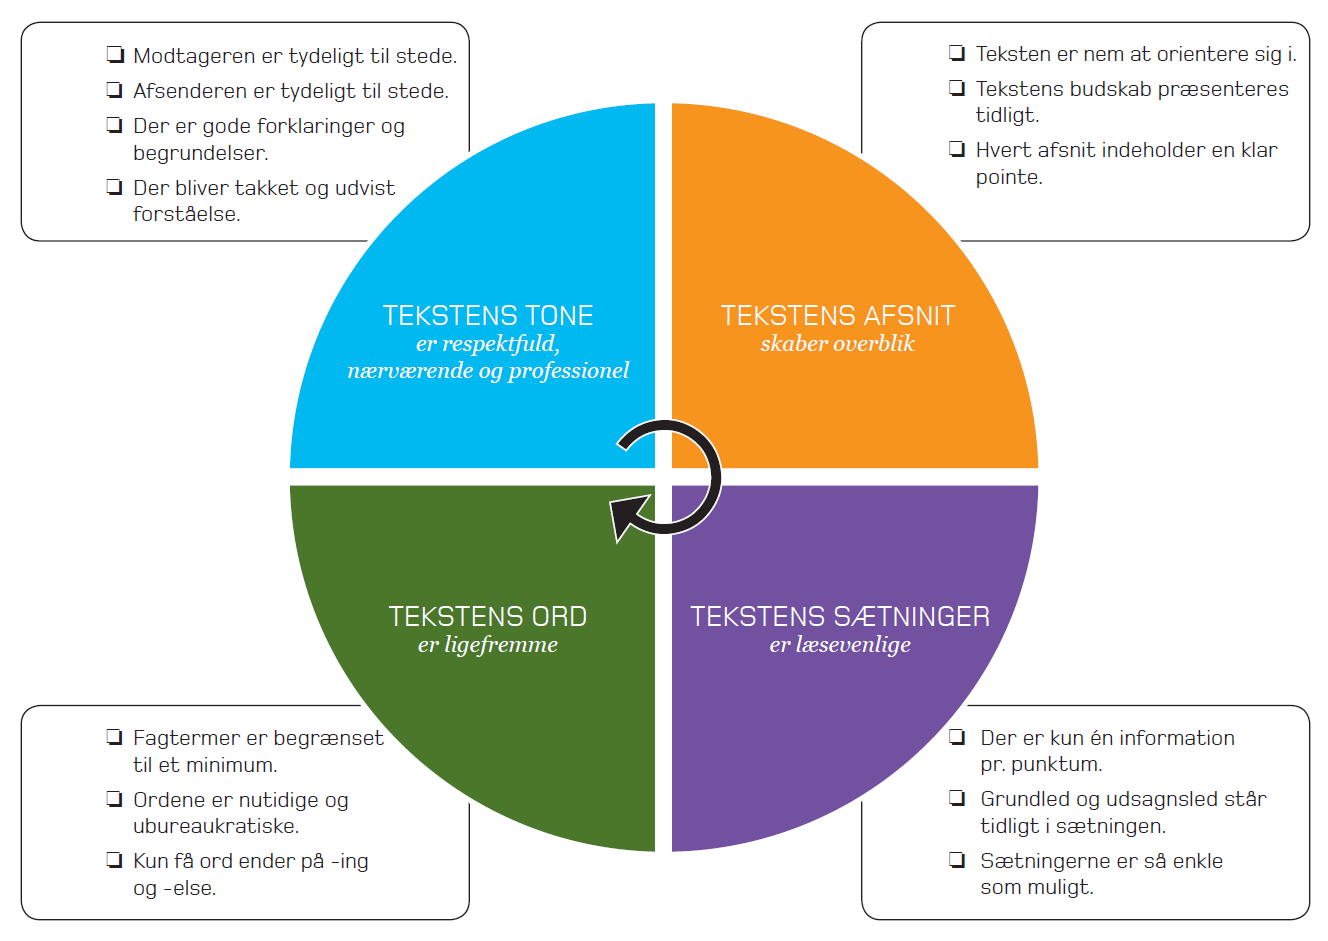 ❏ Modtageren er tydeligt til stede.
❏ Afsenderen er tydeligt til stede.
❏ Der er gode forklaringer og
begrundelser.
❏ Der bliver takket og udvist
forståelse.
❏ Teksten er nem at orientere sig i.
❏ Tekstens budskab præsenteres
tidligt.
❏ Hvert afsnit indeholder en klar
pointe.
TEKSTENS TONE
er respektfuld,
nærværende og professionel
TEKSTENS AFSNIT
skaber overblik
TEKSTENS ORD
er ligefremme
TEKSTENS SÆTNINGER
er læsevenlige
❏ Fagtermer er begrænset
til et minimum.
❏ Ordene er nutidige og
ubureaukratiske.
❏ Kun få ord ender på -ing
og -else.
❏ Der er kun én information
pr. punktum.
❏ Grundled og udsagnsled står
tidligt i sætningen.
❏ Sætningerne er så enkle
som muligt.